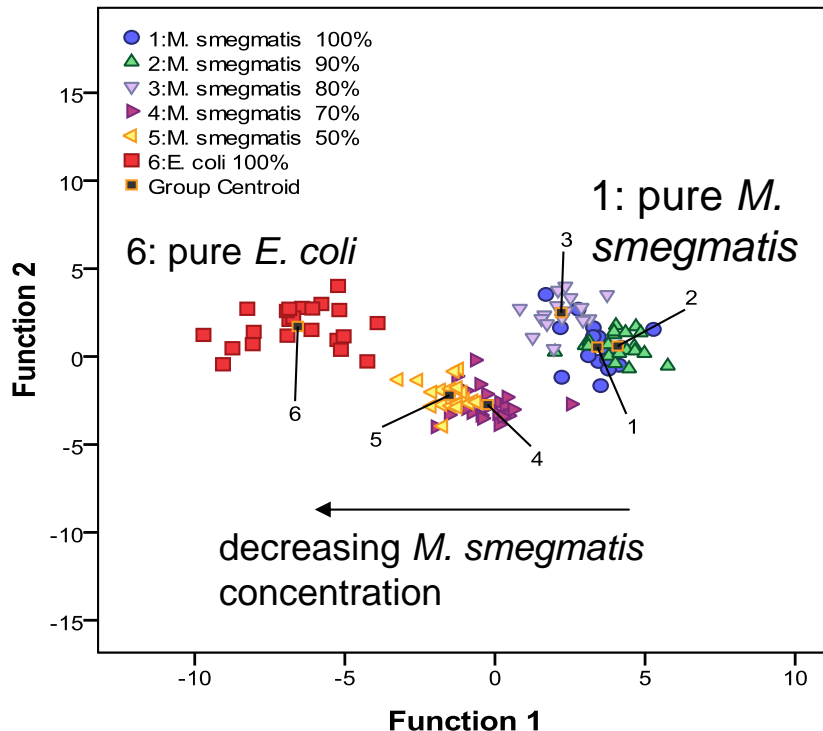 1:M. smegmatis 100%
2:M. smegmatis 90%
3:M. smegmatis 80%
4:M. smegmatis 70%
5:M. smegmatis 50%
6:E. coli 100%
Group Centroid
1: pure M.
smegmatis
6: pure E. coli
3
2
6
5
4
1
decreasing M. smegmatis
concentration
Function 2
15
10
5
0
-5
-10
-15
-10
-5
0
5
10
Function 1